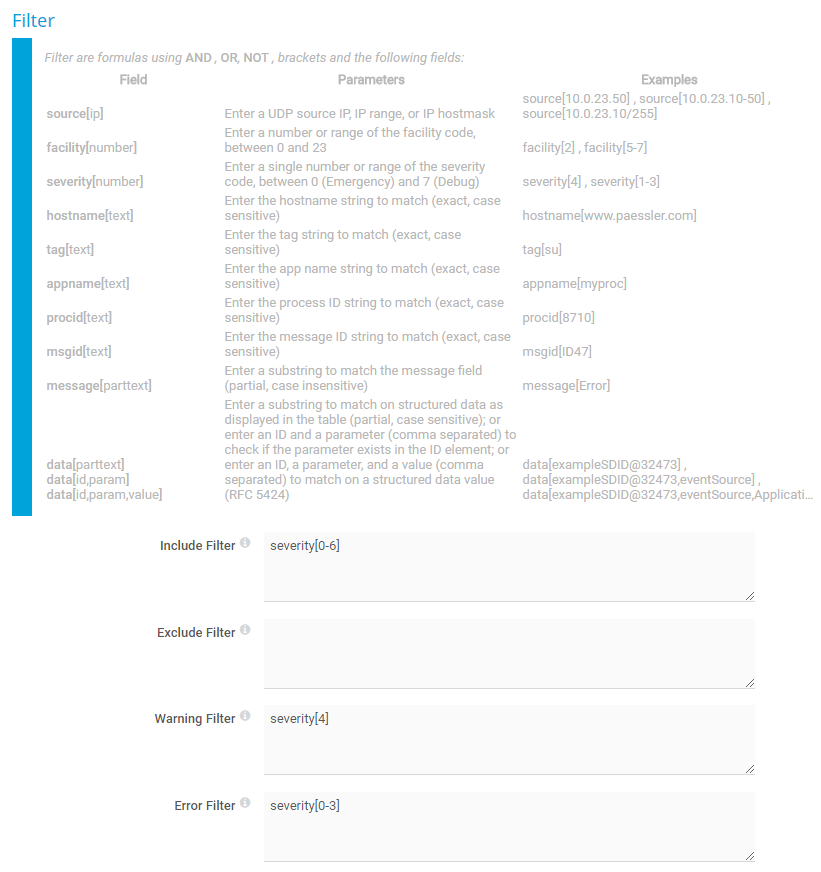 Filter
Filter are formulas using AND , OR, NOT , brackets and the following fields:
Field Parameters Examples
source[ip] Enter a UDP source IP, IP range, or IP hostmask source[10.0.23.50] , source[10.0.23.10-50] ,
source[10.0.23.10/255]
facility[number] Enter a number or range of the facility code,
between 0 and 23 facility[2] , facility[5-7]
severity[number] Enter a single number or range of the severity
code, between 0 (Emergency) and 7 (Debug) severity[4] , severity[1-3]
hostname[text] Enter the hostname string to match (exact, case
sensitive) hostname[www.paessler.com]
tag[text] Enter the tag string to match (exact, case
sensitive) tag[su]
appname[text] Enter the app name string to match (exact, case
sensitive) appname[myproc]
procid[text] Enter the process ID string to match (exact, case
sensitive) procid[8710]
msgid[text] Enter the message ID string to match (exact, case
sensitive) msgid[ID47]
message[parttext] Enter a substring to match the message field
(partial, case insensitive) message[Error]
Enter a substring to match on structured data as
displayed in the table (partial, case sensitive); or
enter an ID and a parameter (comma separated) to
check if the parameter exists in the ID element; or
data[parttext] enter an ID, a parameter, and a value (comma data[exampleSDID@32473] ,
data[id,param] separated) to match on a structured data value data[exampleSDID@32473,eventSource] ,
data[id,param,value] (RFC 5424) data[exampleSDID@32473,eventSource,Applicati...
Include Filter severity[0-6]
Exclude Filter
Warning Filter severity[4]
Error Filter severity[0-3]